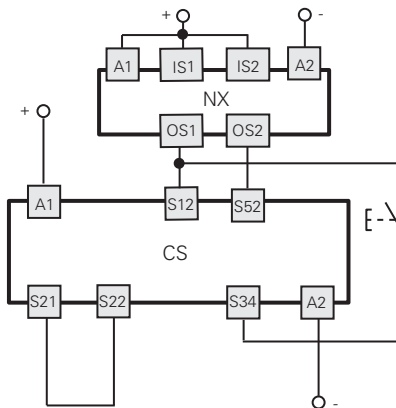 + -
A1 IS1 IS2 A2
NX
OS1 OS2
+
A1 S12 S52
CS
S21 S22 S34 A2
-